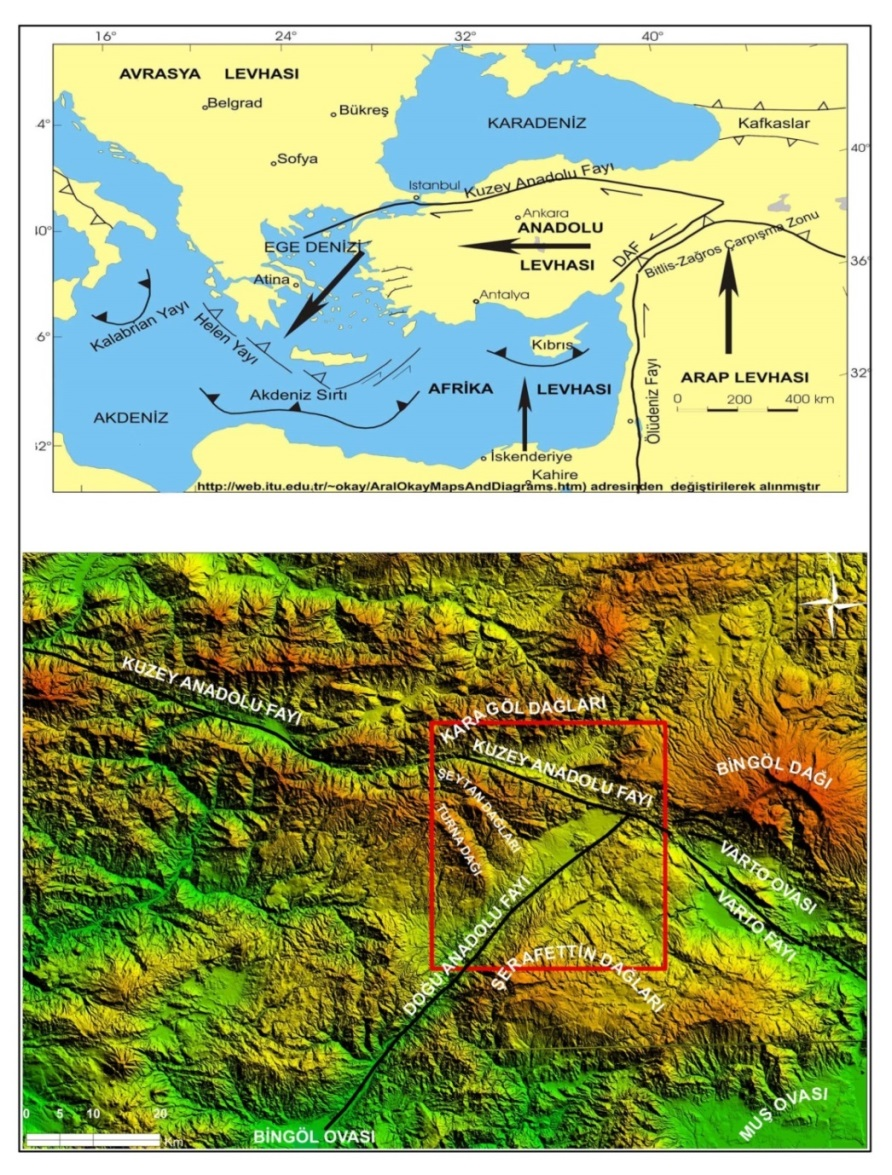 16°
24°
32°
40°
AVRASYA LEVHASI
Belgrad
Bükreş
KARADENİZ
Kafkaslar
4°
40°
Sofya
Istanbul
Kuzey Anadolu Fayı
Ankara
ANADOLU
LEVHASI
0°
EGE DENİZİ
DAF
Bitlis-Zağros Çarpışma Zonu
36°
Atina
Antalya
Kalabrian Yayı
Helen Yayı
6°
Kıbrıs
ARAP LEVHASI
32°
Akdeniz Sırtı
AFRİKA LEVHASI
0 200 400 km
AKDENİZ
Ölüdeniz Fayı
32°
İskenderiye
Kahire
http://web.itu.edu.tr/~okay/AralOkayMapsAndDiagrams.htm) adresinden değiştirilerek alınmıştır
KUZEY ANADOLU FAYI
KARAGÖL DAĞLARI
KUZEY ANADOLU FAYI
BİNGÖL DAĞI
ŞEYTAN DAĞLARI
TURNA DAĞI
VARTO OVASI
VARTO FAYI
DOĞU ANADOLU FAYI
ŞERAFETTİN DAĞLARI
0 5 10 20
Km
BİNGÖL OVASI
MUŞ OVASI